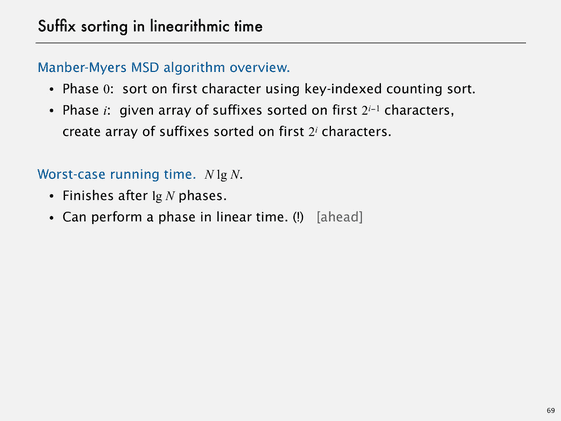 Suffix sorting in linearithmic time
Manber-Myers MSD algorithm overview.
• Phase 0: sort on first character using key-indexed counting sort.
• Phase i: given array of suffixes sorted on first 2^{i–1} characters,
create array of suffixes sorted on first 2^i characters.
Worst-case running time. N lg N.
• Finishes after lg N phases.
• Can perform a phase in linear time. (!) [ahead]
69